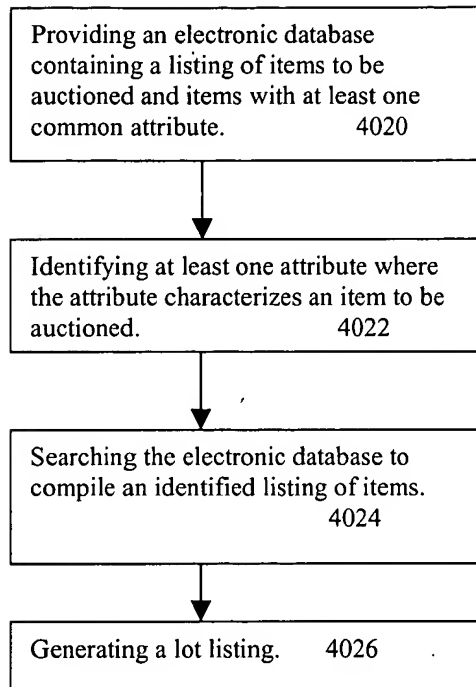 Providing an electronic database
containing a listing of items to be
auctioned and items with at least one
common attribute. 4020
Identifying at least one attribute where
the attribute characterizes an item to be
auctioned. 4022
Searching the electronic database to
compile an identified listing of items.
4024
Generating a lot listing. 4026